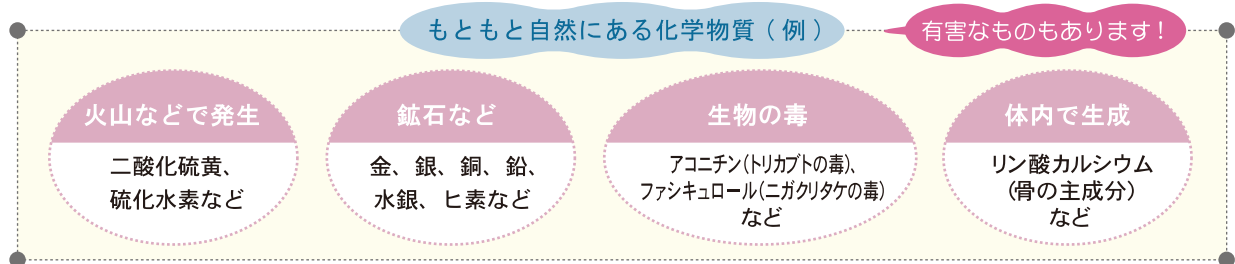 もともと自然にある化学物質（例）
有害なものもあります！
火山などで発生
二酸化硫黄、
硫化水素など
鉱石など
金、銀、銅、鉛、
水銀、ヒ素など
生物の毒
アコニチン(トリカブトの毒)、
ファシキュロール(ニガクリタケの毒)
など
体内で生成
リン酸カルシウム
(骨の主成分)
など